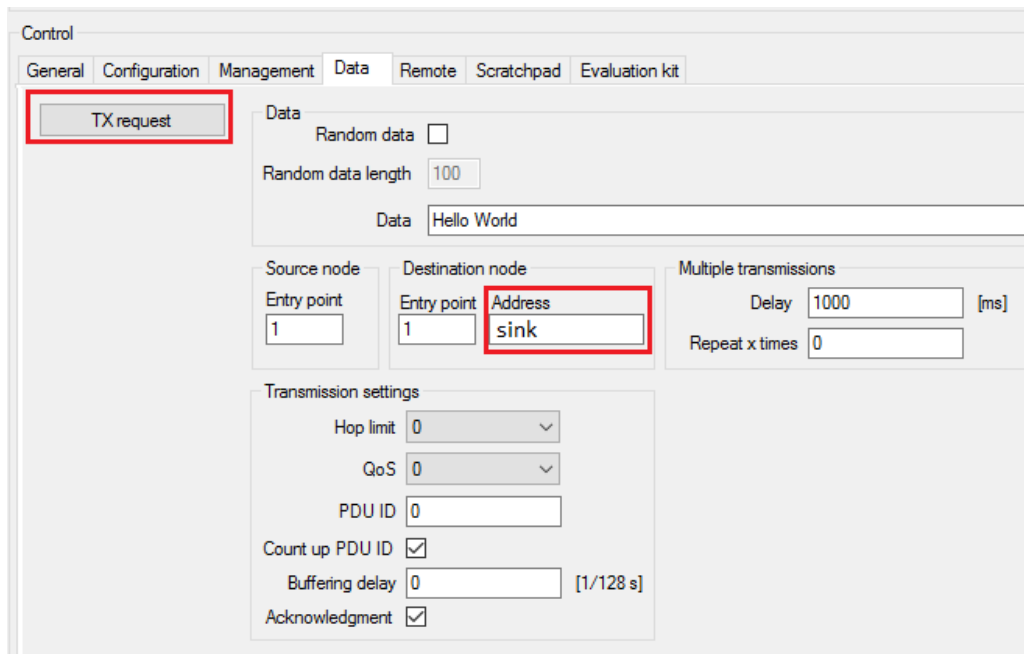 Control
General Configuration Management Data Remote Scratchpad Evaluation kit
TX request
Data
Random data
Random data length 100
Data Hello World
Source node
Entry point
1
Destination node
Entry point Address
1 sink
Multiple transmissions
Delay 1000 [ms]
Repeat x times 0
Transmission settings
Hop limit 0
QoS 0
PDU ID 0
Count up PDU ID
Buffering delay 0 [1/128 s]
Acknowledgment